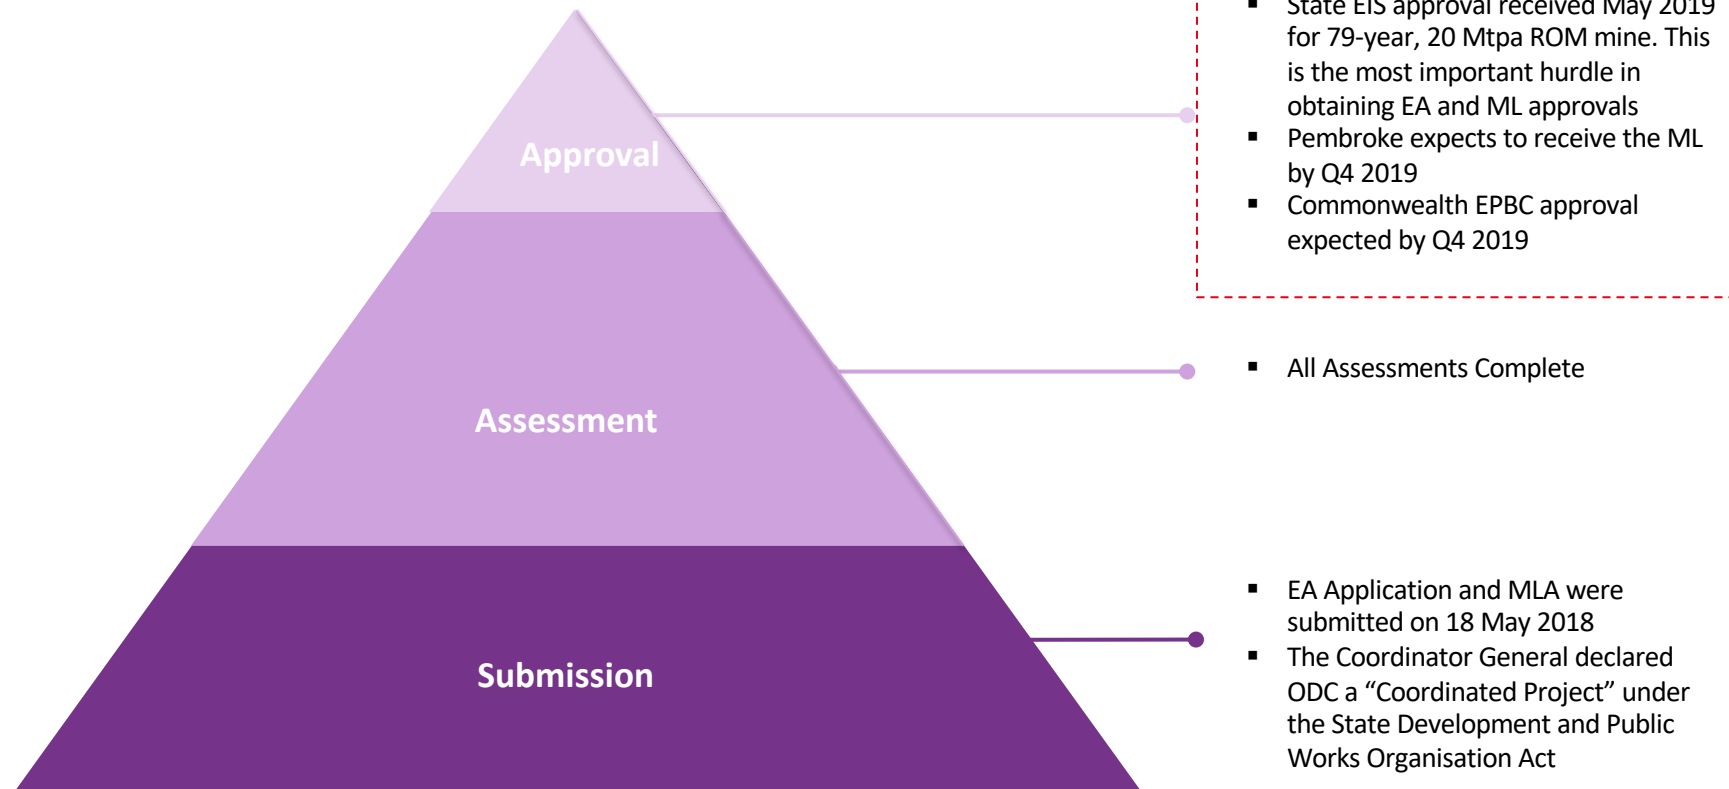 ▪ State EIS approval received May 2019
for 79-year, 20 Mtpa ROM mine. This
is the most important hurdle in
obtaining EA and ML approvals
▪ Pembroke expects to receive the ML
by Q4 2019
▪ Commonwealth EPBC approval
expected by Q4 2019
Approval
▪ All Assessments Complete
Assessment
▪ EA Application and MLA were
submitted on 18 May 2018
▪ The Coordinator General declared
ODC a “Coordinated Project” under
the State Development and Public
Works Organisation Act
Submission